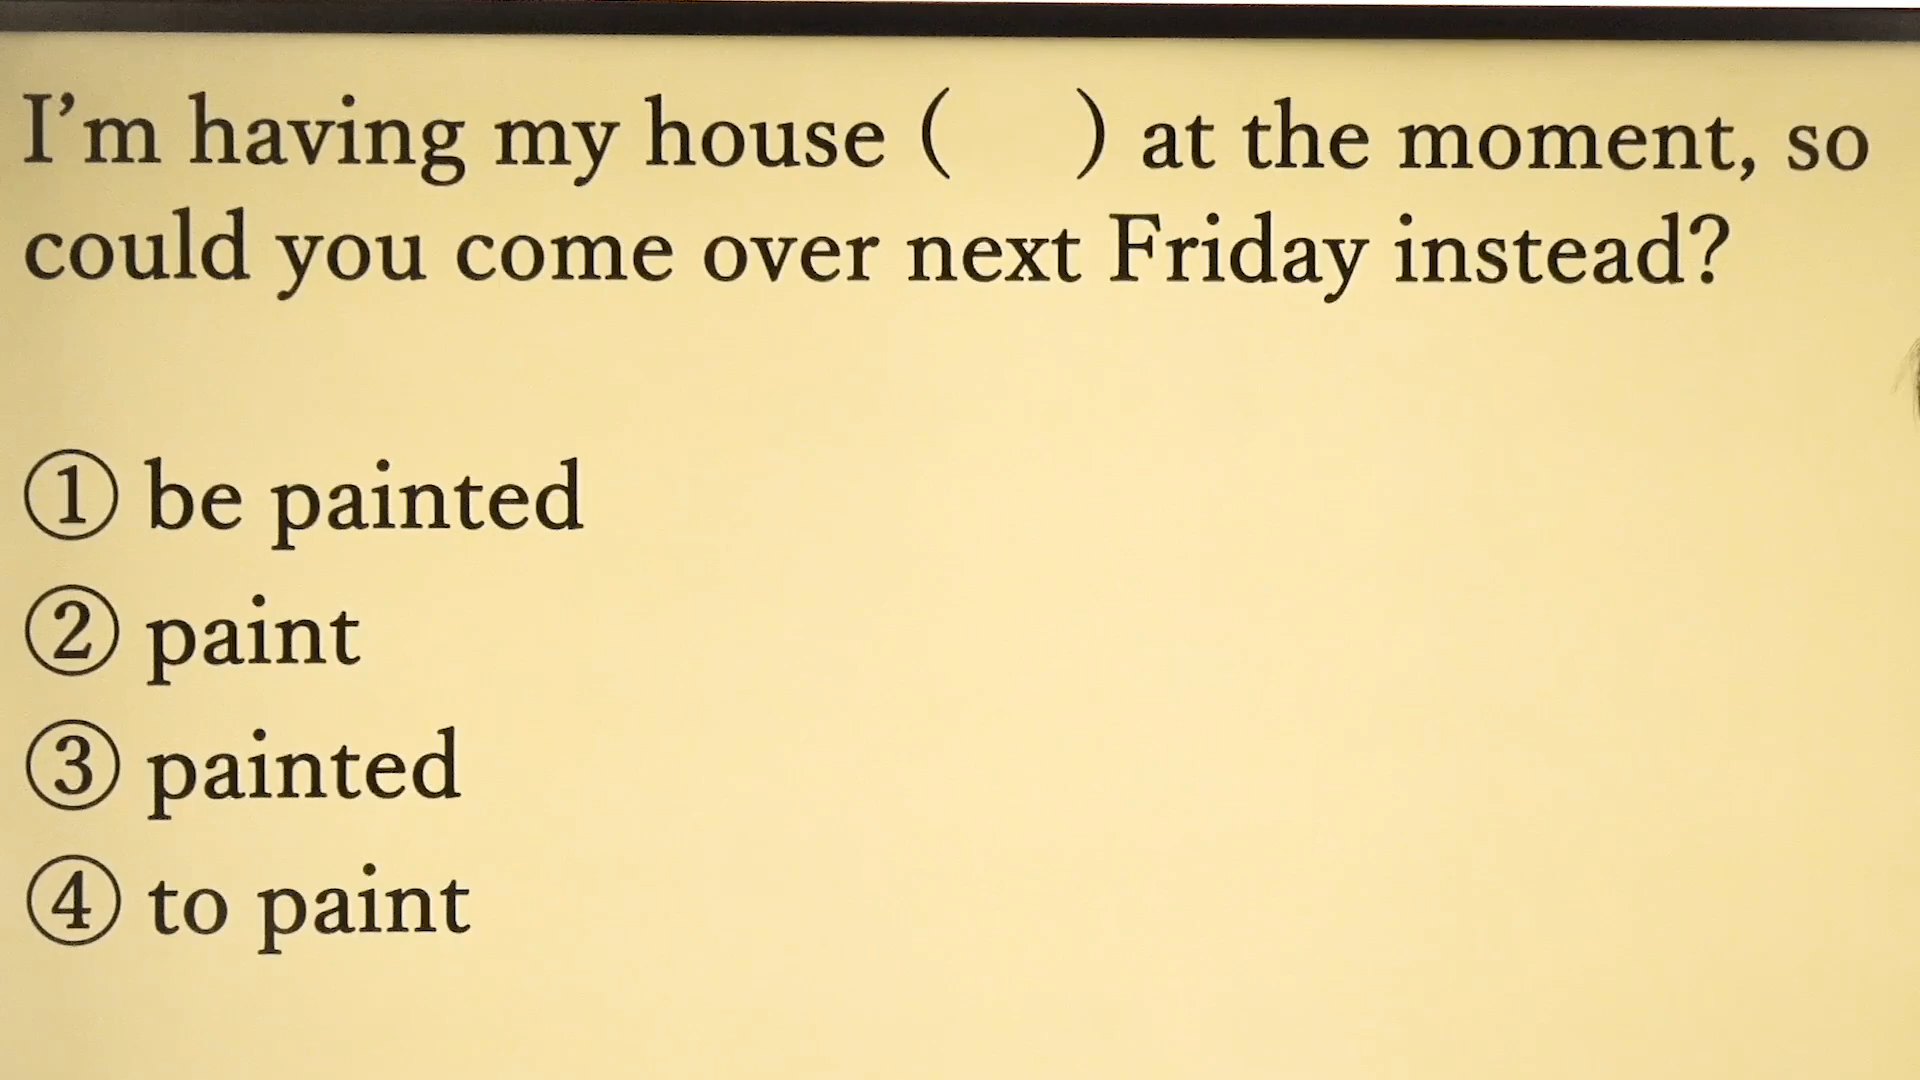 I’m having my house (　　) at the moment, so
could you come over next Friday instead?
① be painted
② paint
③ painted
④ to paint